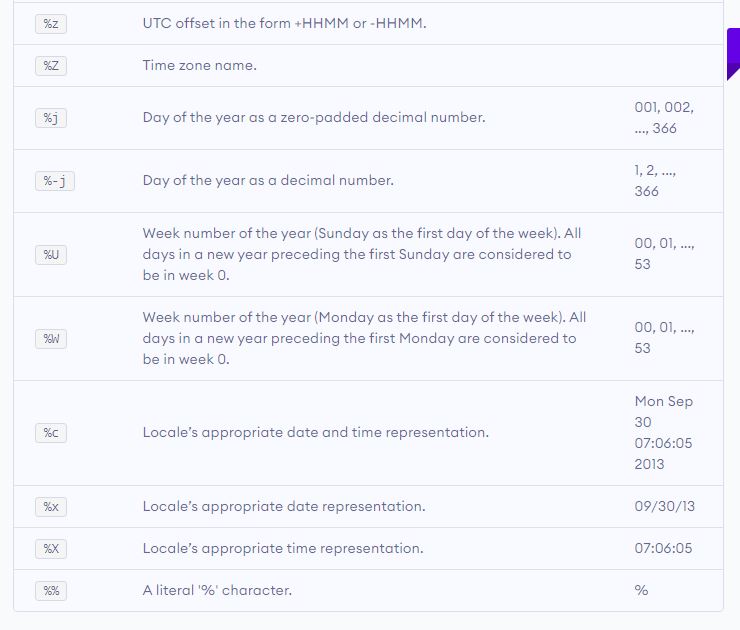 %z UTC offset in the form +HHMM or -HHMM.
%Z Time zone name.
%j Day of the year as a zero-padded decimal number. 001, 002,
..., 366
%-j Day of the year as a decimal number. 1, 2, ...,
366
%U Week number of the year (Sunday as the first day of the week). All
days in a new year preceding the first Sunday are considered to
be in week 0. 00, 01, ...,
53
%W Week number of the year (Monday as the first day of the week). All
days in a new year preceding the first Monday are considered to
be in week 0. 00, 01, ...,
53
%c Locale’s appropriate date and time representation. Mon Sep
30
07:06:05
2013
%x Locale’s appropriate date representation. 09/30/13
%X Locale’s appropriate time representation. 07:06:05
%% A literal '%' character. %